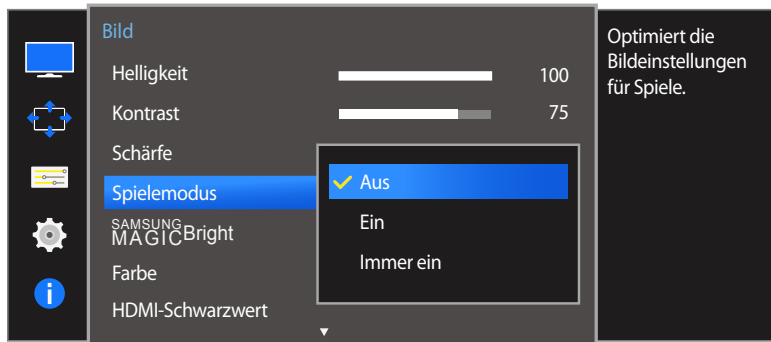 Bild
Helligkeit 100
Kontrast 75
Schärfe
Spielemodus
SAMSUNG
MAGICBright
Farbe
HDMI-Schwarzwert
Aus
Ein
Immer ein
Optimiert die
Bildeinstellungen
für Spiele.